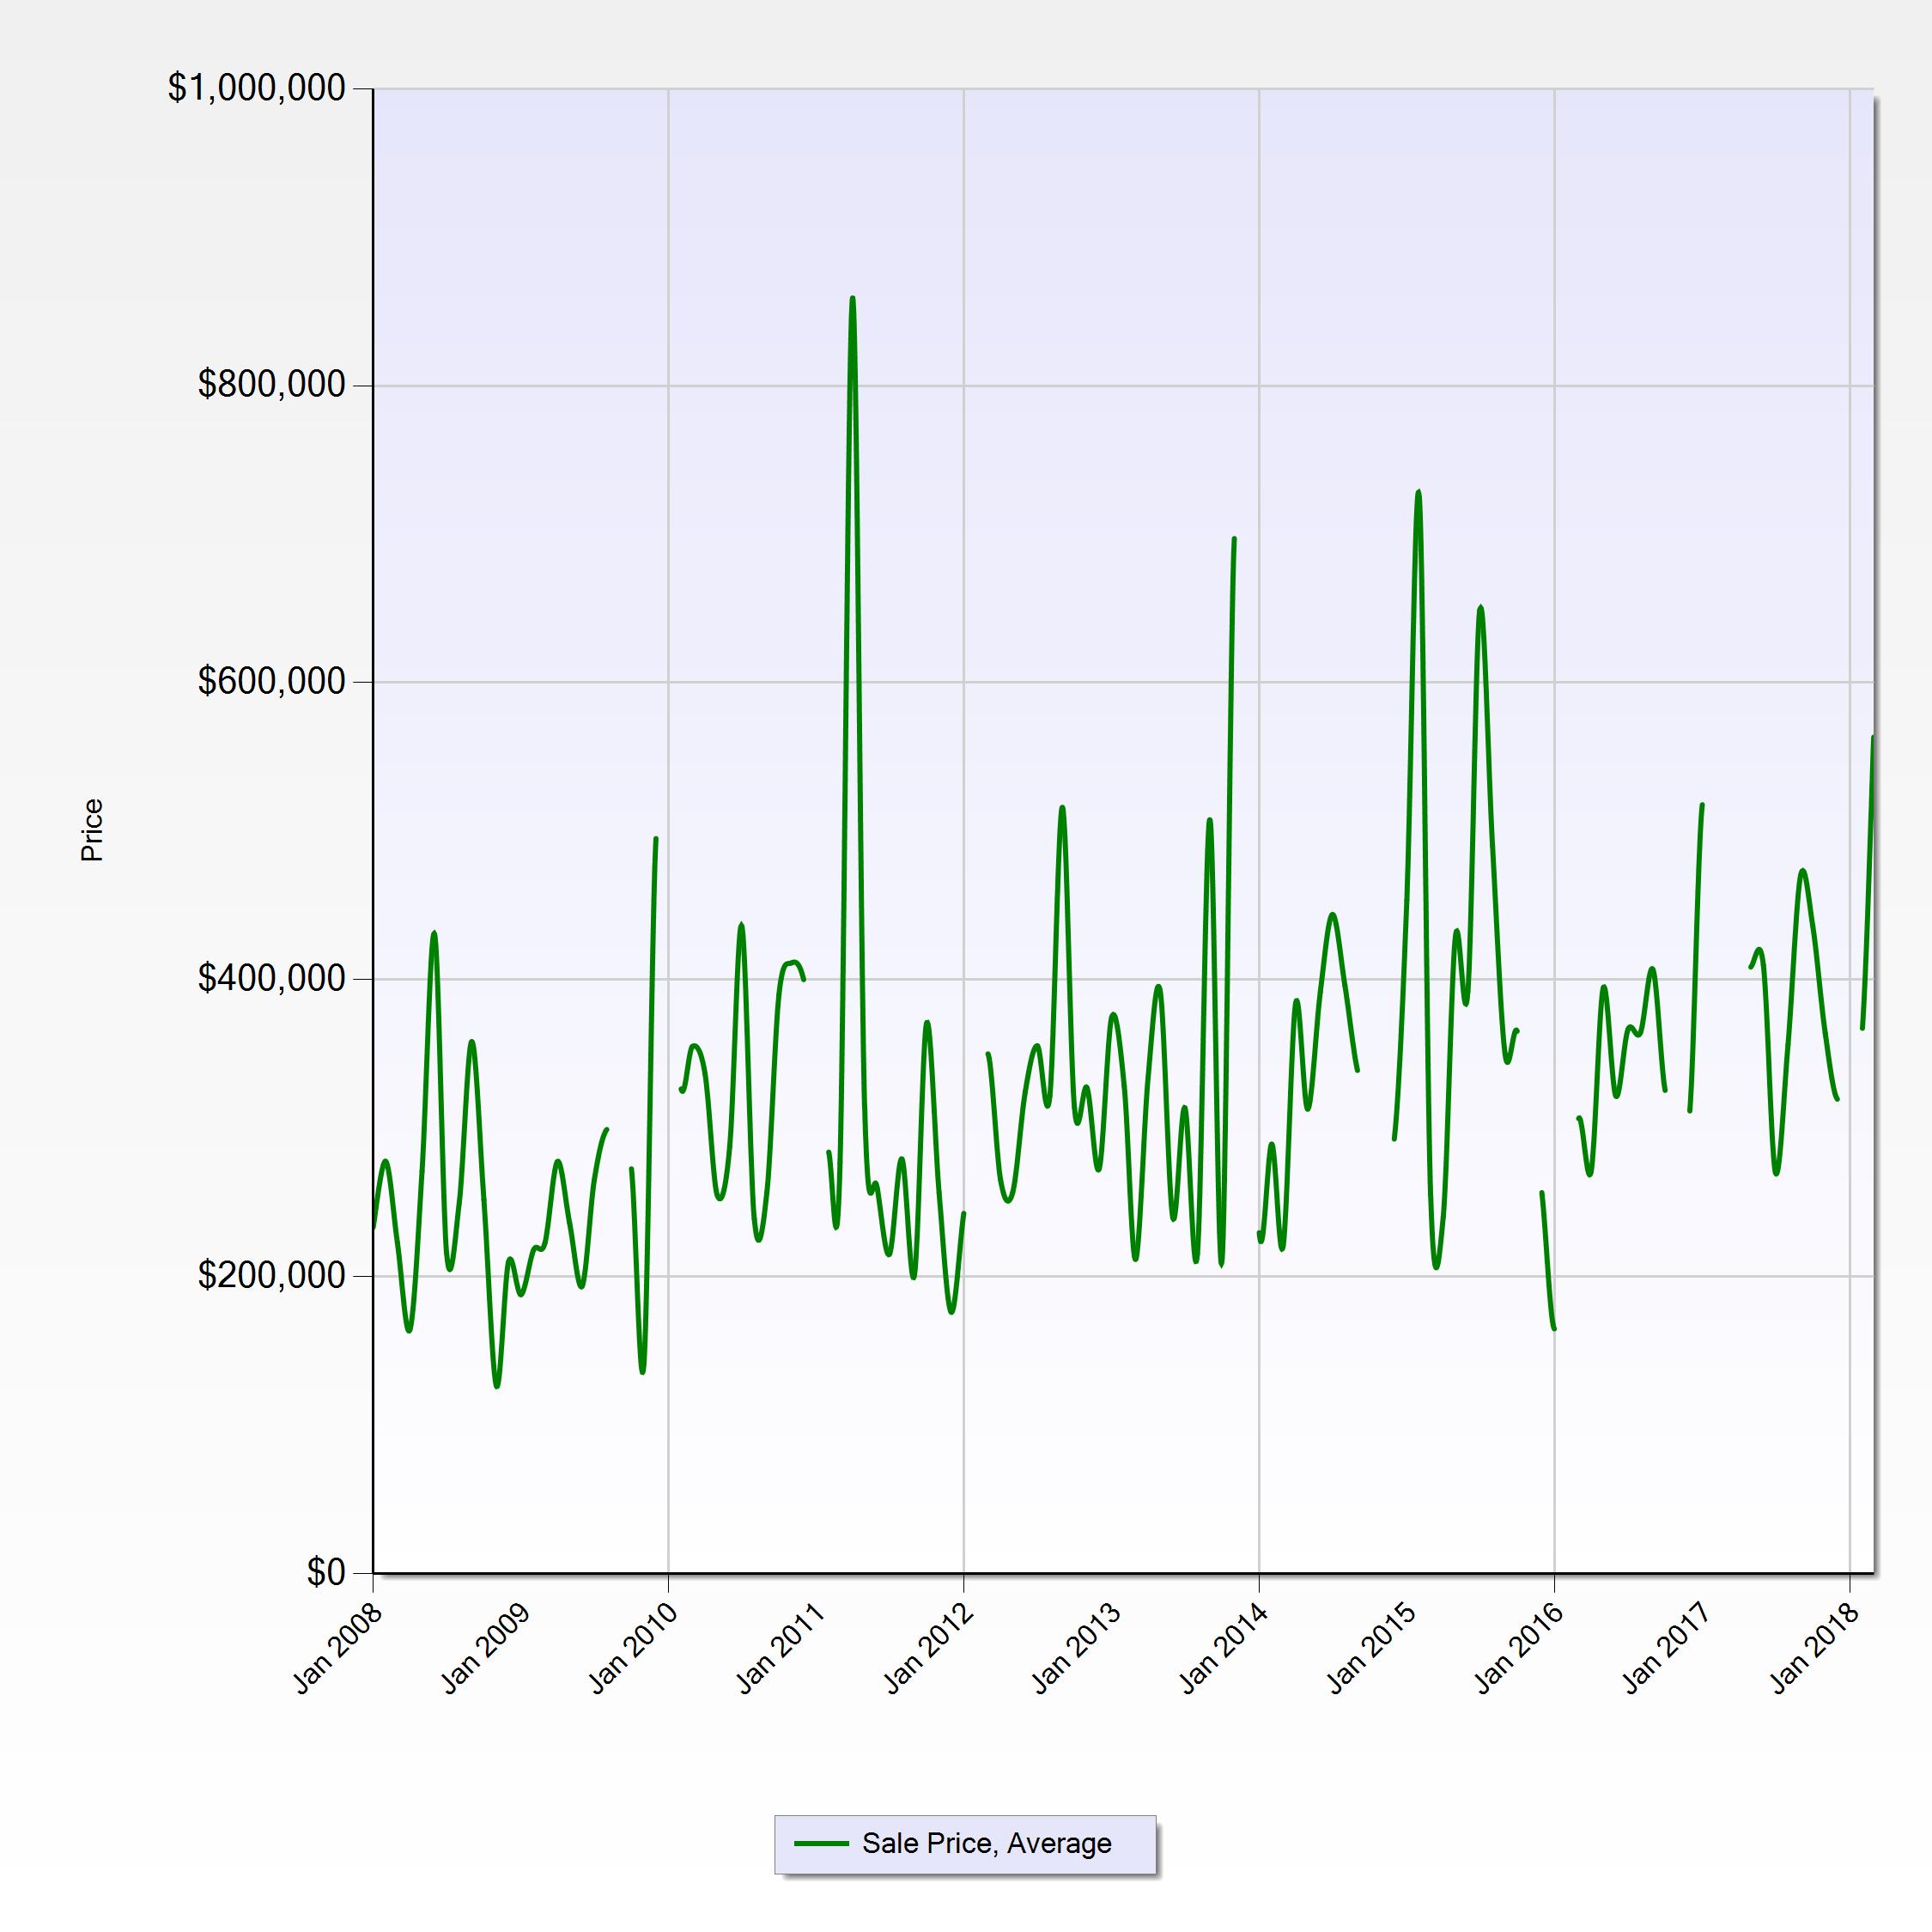 $1,000,000
$800,000
$600,000
$400,000
$200,000
$0
Price
Jan 2008
Jan 2009
Jan 2010
Jan 2011
Jan 2012
Jan 2013
Jan 2014
Jan 2015
Jan 2016
Jan 2017
Jan 2018
Sale Price, Average